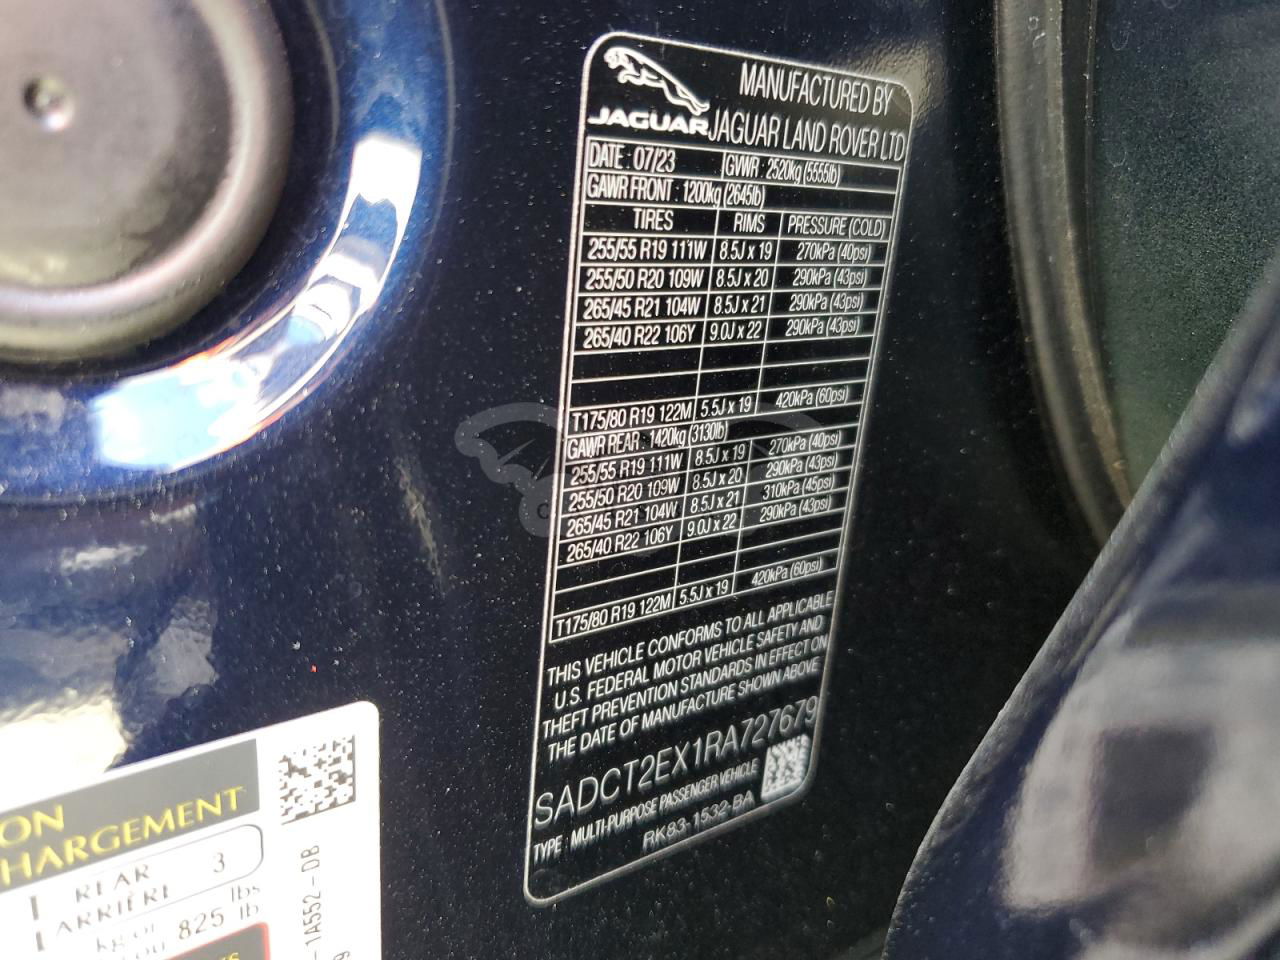 JAGUAR
MANUFACTURED BY
JAGUAR LAND ROVER LTD
DATE : 07/23 GVWR : 2520kg (5555lb)
GAWR FRONT : 1200kg (2645lb)
TIRES RIMS PRESSURE (COLD)
255/55 R19 111W 8.5J x 19 270kPa (40psi)
255/50 R20 109W 8.5J x 20 290kPa (43psi)
265/45 R21 104W 8.5J x 21 290kPa (43psi)
265/40 R22 106Y 9.0J x 22 290kPa (43psi)
T175/80 R19 122M 5.5J x 19 420kPa (60psi)
GAWR REAR : 1420kg (3130lb)
255/55 R19 111W 8.5J x 19 270kPa (40psi)
255/50 R20 109W 8.5J x 20 290kPa (43psi)
265/45 R21 104W 8.5J x 21 310kPa (45psi)
265/40 R22 106Y 9.0J x 22 290kPa (43psi)
T175/80 R19 122M 5.5J x 19 420kPa (60psi)
THIS VEHICLE CONFORMS TO ALL APPLICABLE
U.S. FEDERAL MOTOR VEHICLE SAFETY AND
THEFT PREVENTION STANDARDS IN EFFECT ON
THE DATE OF MANUFACTURE SHOWN ABOVE
SADCT2EX1RA727679
TYPE : MULTI-PURPOSE PASSENGER VEHICLE
RK83-1532-BA
ON
HARGEMENT
REAR 3
ARRIÈRE
kg or lbs
ou 825 lb
-1A552-DB